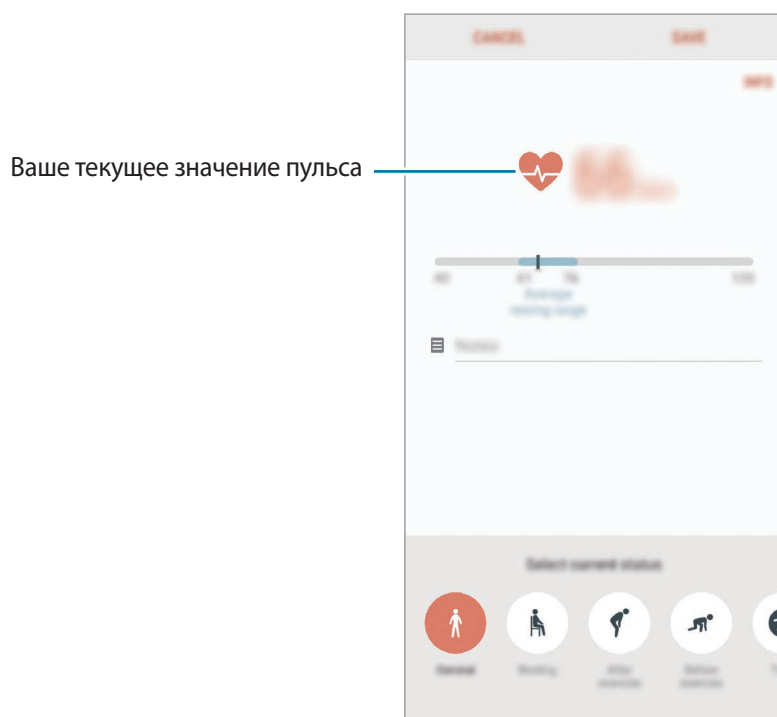 CANCEL SAVE
INFO
Ваше текущее значение пульса
66
40 61 76 120
Average
resting range
Notes
Select current status
General Resting After Before
exercise exercise